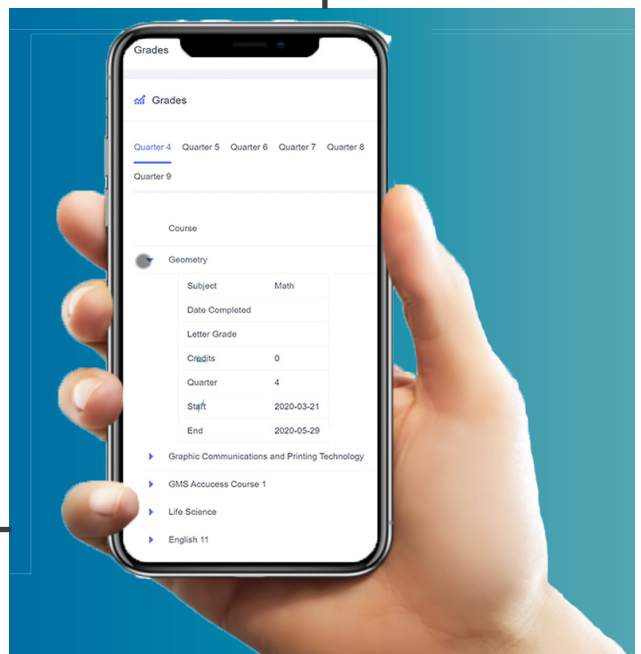 Grades
Grades
Quarter 4 Quarter 5 Quarter 6 Quarter 7 Quarter 8
Quarter 9
Course
Geometry
Subject Math
Date Completed
Letter Grade
Credits 0
Quarter 4
Start 2020-03-21
End 2020-05-29
Graphic Communications and Printing Technology
GMS Accucess Course 1
Life Science
English 11